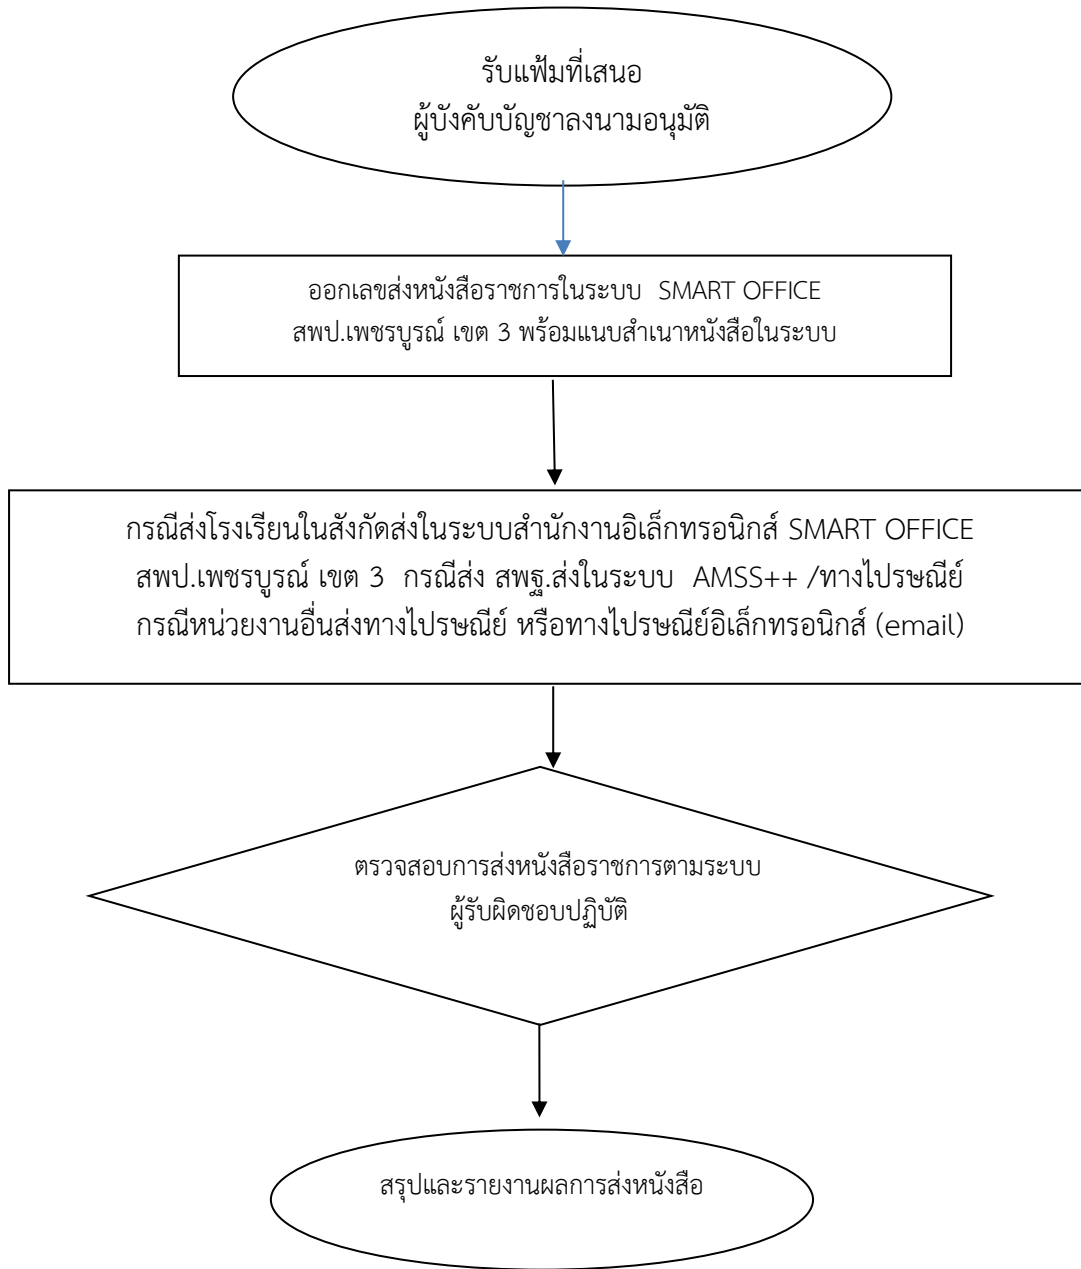 รับแฟ้มที่เสนอ
ผู้บังคับบัญชาลงนามอนุมัติ
ออกเลขส่งหนังสือราชการในระบบ SMART OFFICE
สพป.เพชรบูรณ์ เขต 3 พร้อมแนบสำเนาหนังสือในระบบ
กรณีส่งโรงเรียนในสังกัดส่งในระบบสำนักงานอิเล็กทรอนิกส์ SMART OFFICE
สพป.เพชรบูรณ์ เขต 3 กรณีส่ง สพฐ.ส่งในระบบ AMSS++ /ทางไปรษณีย์
กรณีหน่วยงานอื่นส่งทางไปรษณีย์ หรือทางไปรษณีย์อิเล็กทรอนิกส์ (email)
ตรวจสอบการส่งหนังสือราชการตามระบบ
ผู้รับผิดชอบปฏิบัติ
สรุปและรายงานผลการส่งหนังสือ